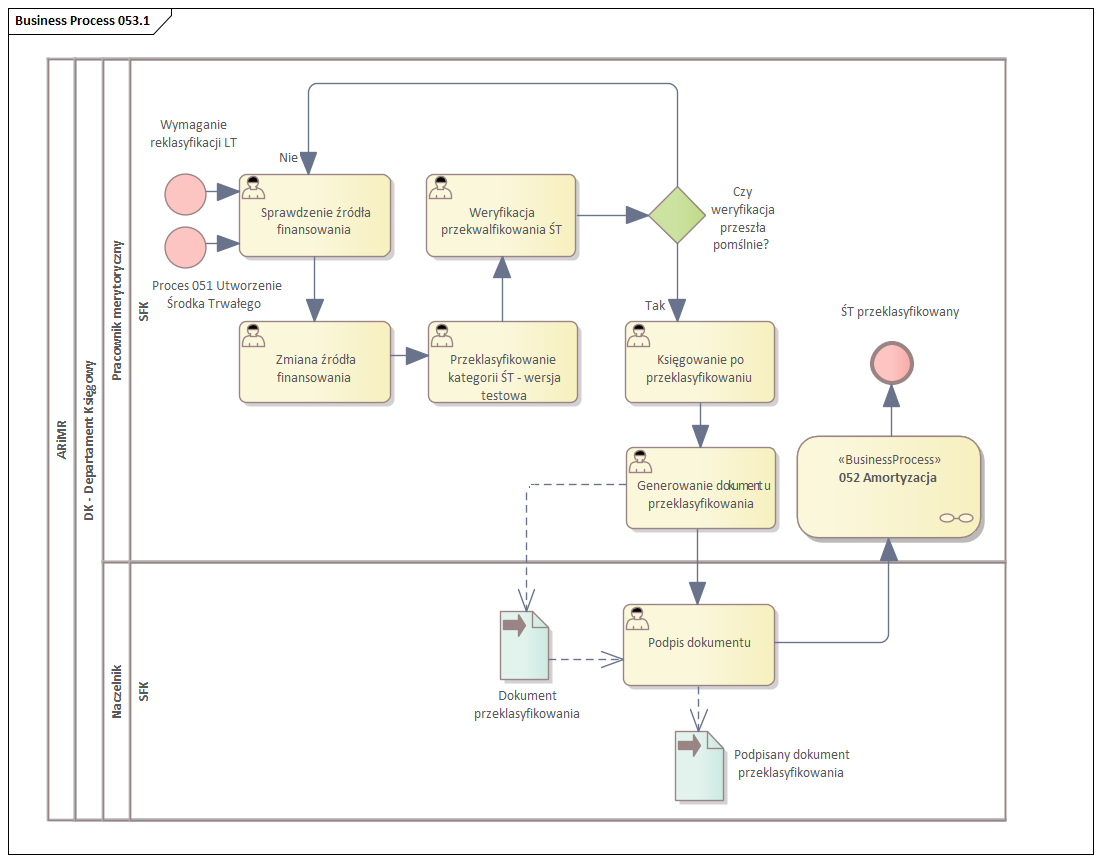 Business Process 053.1
ARiMR
DK - Departament Księgowy
Pracownik merytoryczny
SFK
Wymaganie
reklasyfikacji LT
Nie
Sprawdzenie źródła
finansowania
Weryfikacja
przekwalfikowania ŚT
Czy
weryfikacja
przeszła
pomślnie?
Proces 051 Utworzenie
Środka Trwałego
Tak
ŚT przeklasyfikowany
Zmiana źródła
finansowania
Przeklasyfikowanie
kategorii ŚT - wersja
testowa
Księgowanie po
przeklasyfikowaniu
«BusinessProcess»
052 Amortyzacja
Generowanie dokumentu
przeklasyfikowania
Naczelnik
SFK
Podpis dokumentu
Dokument
przeklasyfikowania
Podpisany dokument
przeklasyfikowania